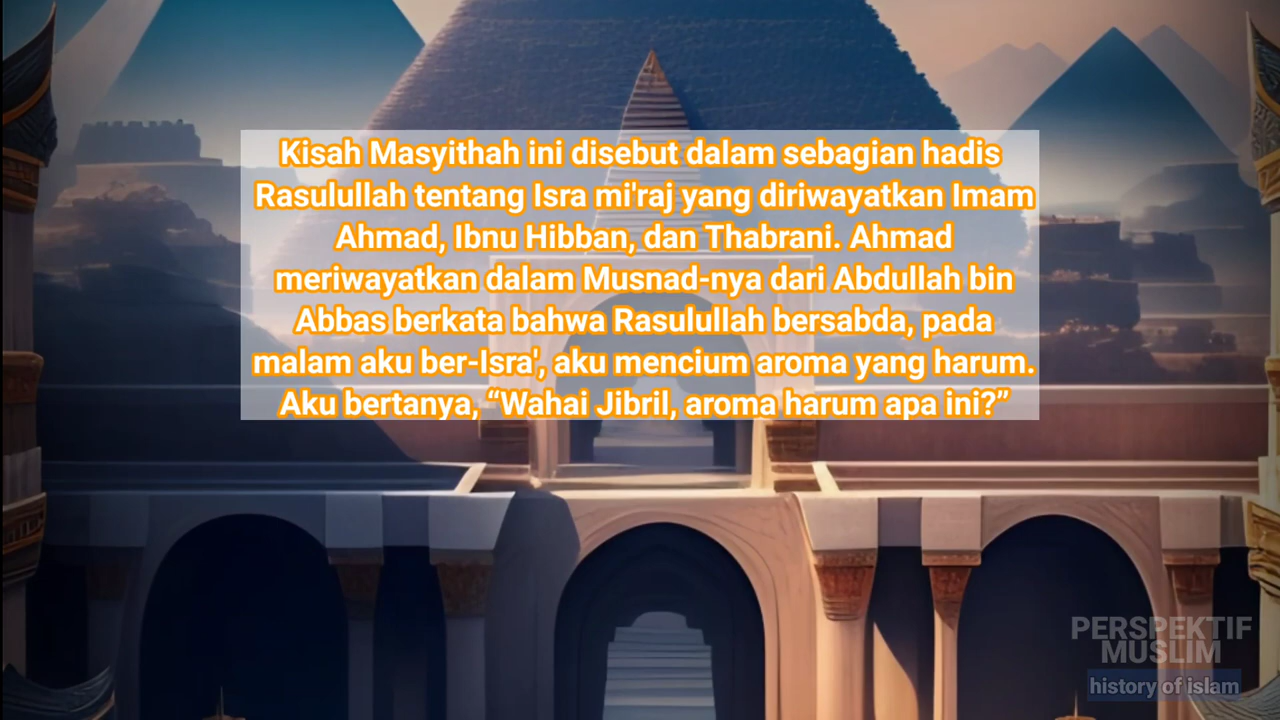 Kisah Masyithah ini disebut dalam sebagian hadis
Rasulullah tentang Isra mi'raj yang diriwayatkan Imam
Ahmad, Ibnu Hibban, dan Thabrani. Ahmad
meriwayatkan dalam Musnad-nya dari Abdullah bin
Abbas berkata bahwa Rasulullah bersabda, pada
malam aku ber-Isra', aku mencium aroma yang harum.
Aku bertanya, “Wahai Jibril, aroma harum apa ini?”
PERSPEKTIF
MUSLIM
history of islam